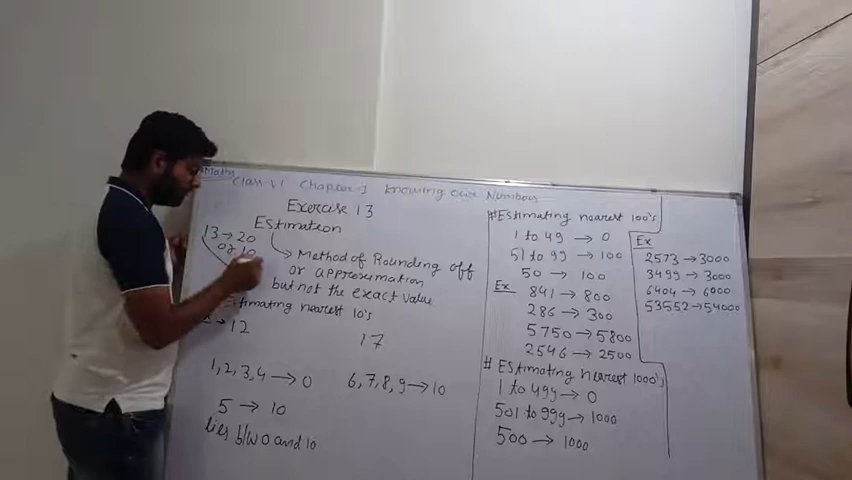 Maths
Class-VI Chapter-1 Knowing Our Numbers
Exercise 13
Estimation
13 → 20
or 10
Method of Rounding off
or approximation
but not the exact value
Estimating nearest 10's
→ 12
17
1,2,3,4 → 0
6,7,8,9 → 10
5 → 10
lies b/w 0 and 10
# Estimating nearest 100's
1 to 49 → 0
51 to 99 → 100
50 → 100
Ex
841 → 800
286 → 300
5750 → 5800
2546 → 2500
# Estimating nearest 1000's
1 to 499 → 0
501 to 999 → 1000
500 → 1000
Ex
2573 → 3000
3499 → 3000
6404 → 6000
53552 → 54000